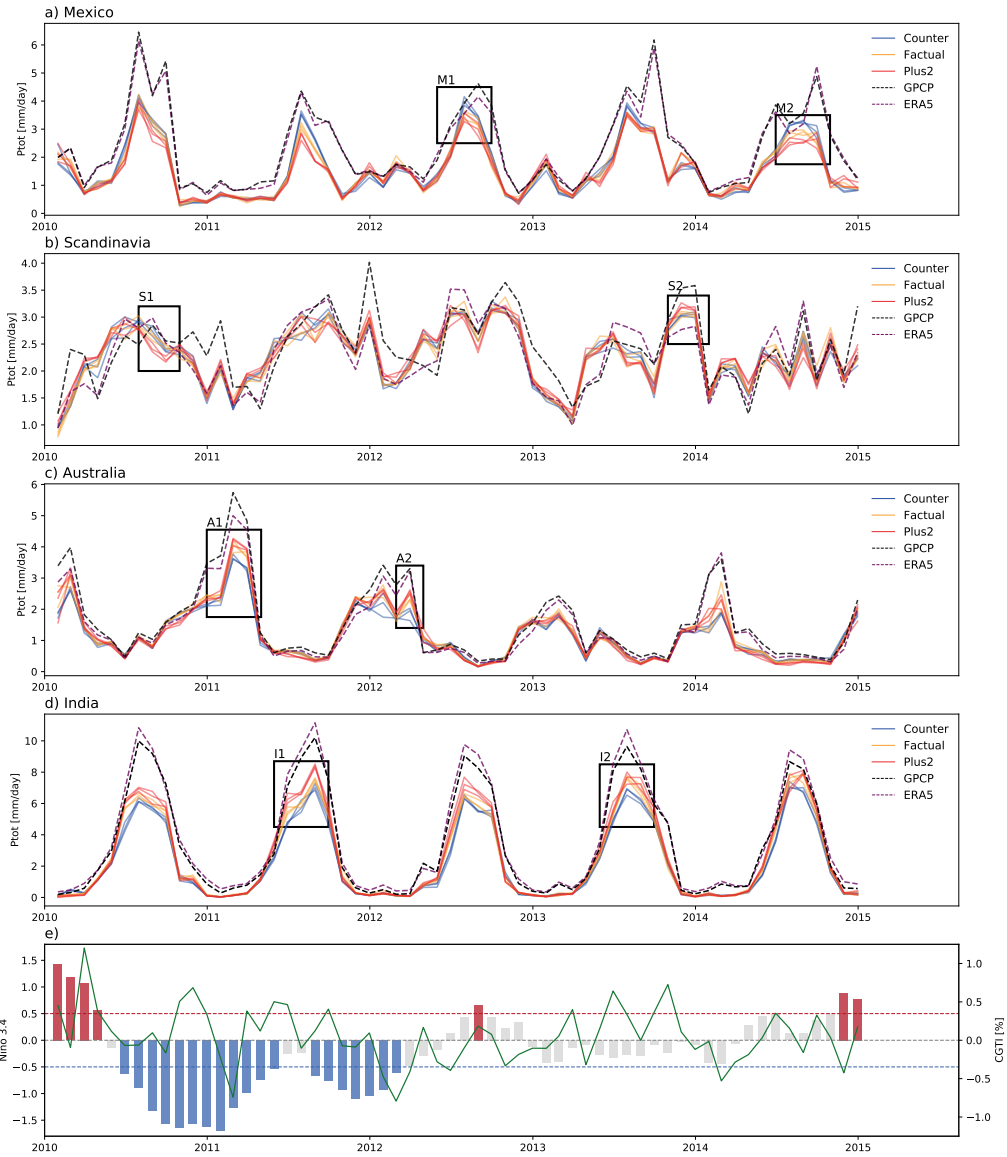 a) Mexico
Ptot [mm/day]
6
5
4
3
2
1
0
M1
M2
Counter
Factual
Plus2
GPCP
ERA5
2010 2011 2012 2013 2014 2015
b) Scandinavia
Ptot [mm/day]
4.0
3.5
3.0
2.5
2.0
1.5
1.0
S1
S2
Counter
Factual
Plus2
GPCP
ERA5
2010 2011 2012 2013 2014 2015
c) Australia
Ptot [mm/day]
6
5
4
3
2
1
0
A1
A2
Counter
Factual
Plus2
GPCP
ERA5
2010 2011 2012 2013 2014 2015
d) India
Ptot [mm/day]
10
8
6
4
2
0
I1
I2
Counter
Factual
Plus2
GPCP
ERA5
2010 2011 2012 2013 2014 2015
e)
Nino 3.4
1.5
1.0
0.5
0.0
−0.5
−1.0
−1.5
1.0
0.5
0.0
−0.5
−1.0
CGTI [%]
2010 2011 2012 2013 2014 2015